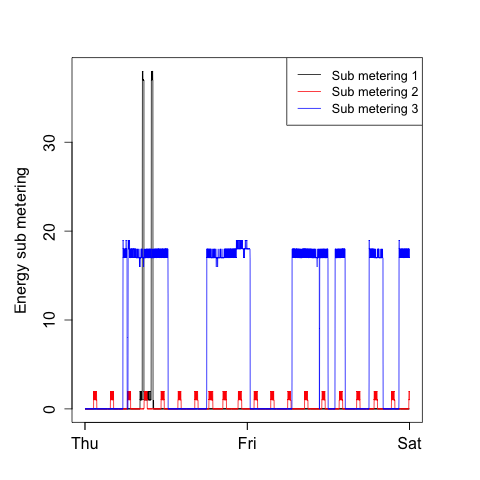 Sub metering 1
Sub metering 2
Sub metering 3
Energy sub metering
30
20
10
0
Thu Fri Sat